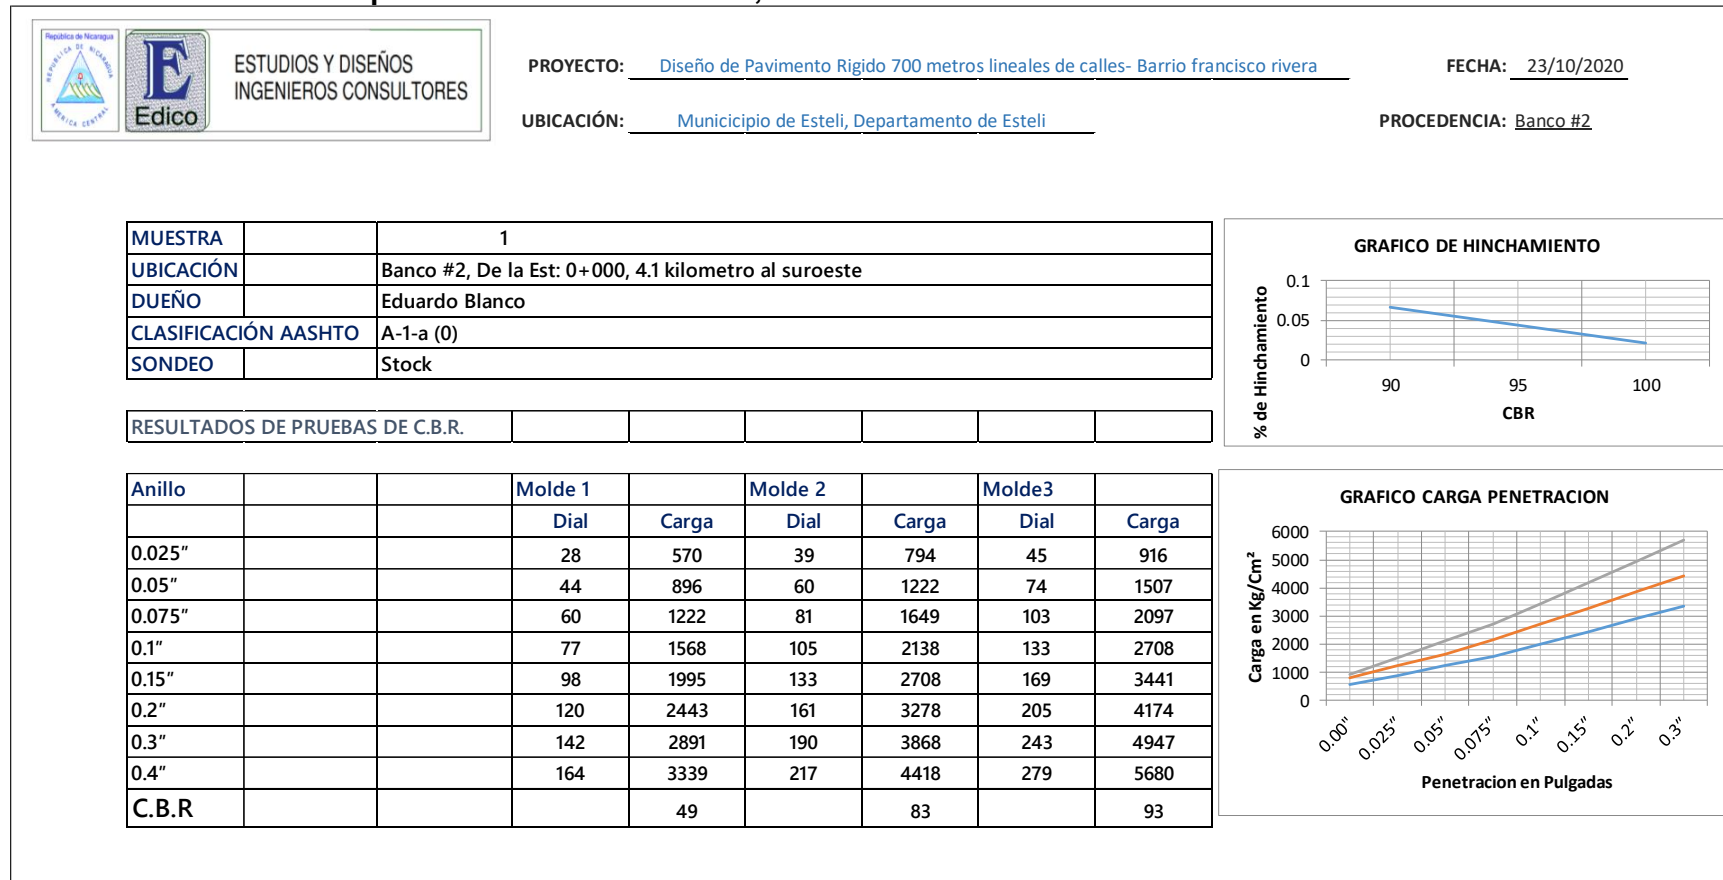 República de Nicaragua
REPUBLICA DE NICARAGUA
AMERICA CENTRAL
E
Edico
ESTUDIOS Y DISEÑOS
INGENIEROS CONSULTORES
PROYECTO: Diseño de Pavimento Rigido 700 metros lineales de calles- Barrio francisco rivera FECHA: 23/10/2020
UBICACIÓN: Municicipio de Esteli, Departamento de Esteli PROCEDENCIA: Banco #2
MUESTRA 1
UBICACIÓN Banco #2, De la Est: 0+000, 4.1 kilometro al suroeste
DUEÑO Eduardo Blanco
CLASIFICACIÓN AASHTO A-1-a (0)
SONDEO Stock
RESULTADOS DE PRUEBAS DE C.B.R.
Anillo Molde 1 Molde 2 Molde3
Dial Carga Dial Carga Dial Carga
0.025" 28 570 39 794 45 916
0.05" 44 896 60 1222 74 1507
0.075" 60 1222 81 1649 103 2097
0.1" 77 1568 105 2138 133 2708
0.15" 98 1995 133 2708 169 3441
0.2" 120 2443 161 3278 205 4174
0.3" 142 2891 190 3868 243 4947
0.4" 164 3339 217 4418 279 5680
C.B.R 49 83 93
GRAFICO DE HINCHAMIENTO
% de Hinchamiento
0.1
0.05
0
90 95 100
CBR
GRAFICO CARGA PENETRACION
Carga en Kg/Cm²
6000
5000
4000
3000
2000
1000
0
0.00" 0.025" 0.05" 0.075" 0.1" 0.15" 0.2" 0.3"
Penetracion en Pulgadas